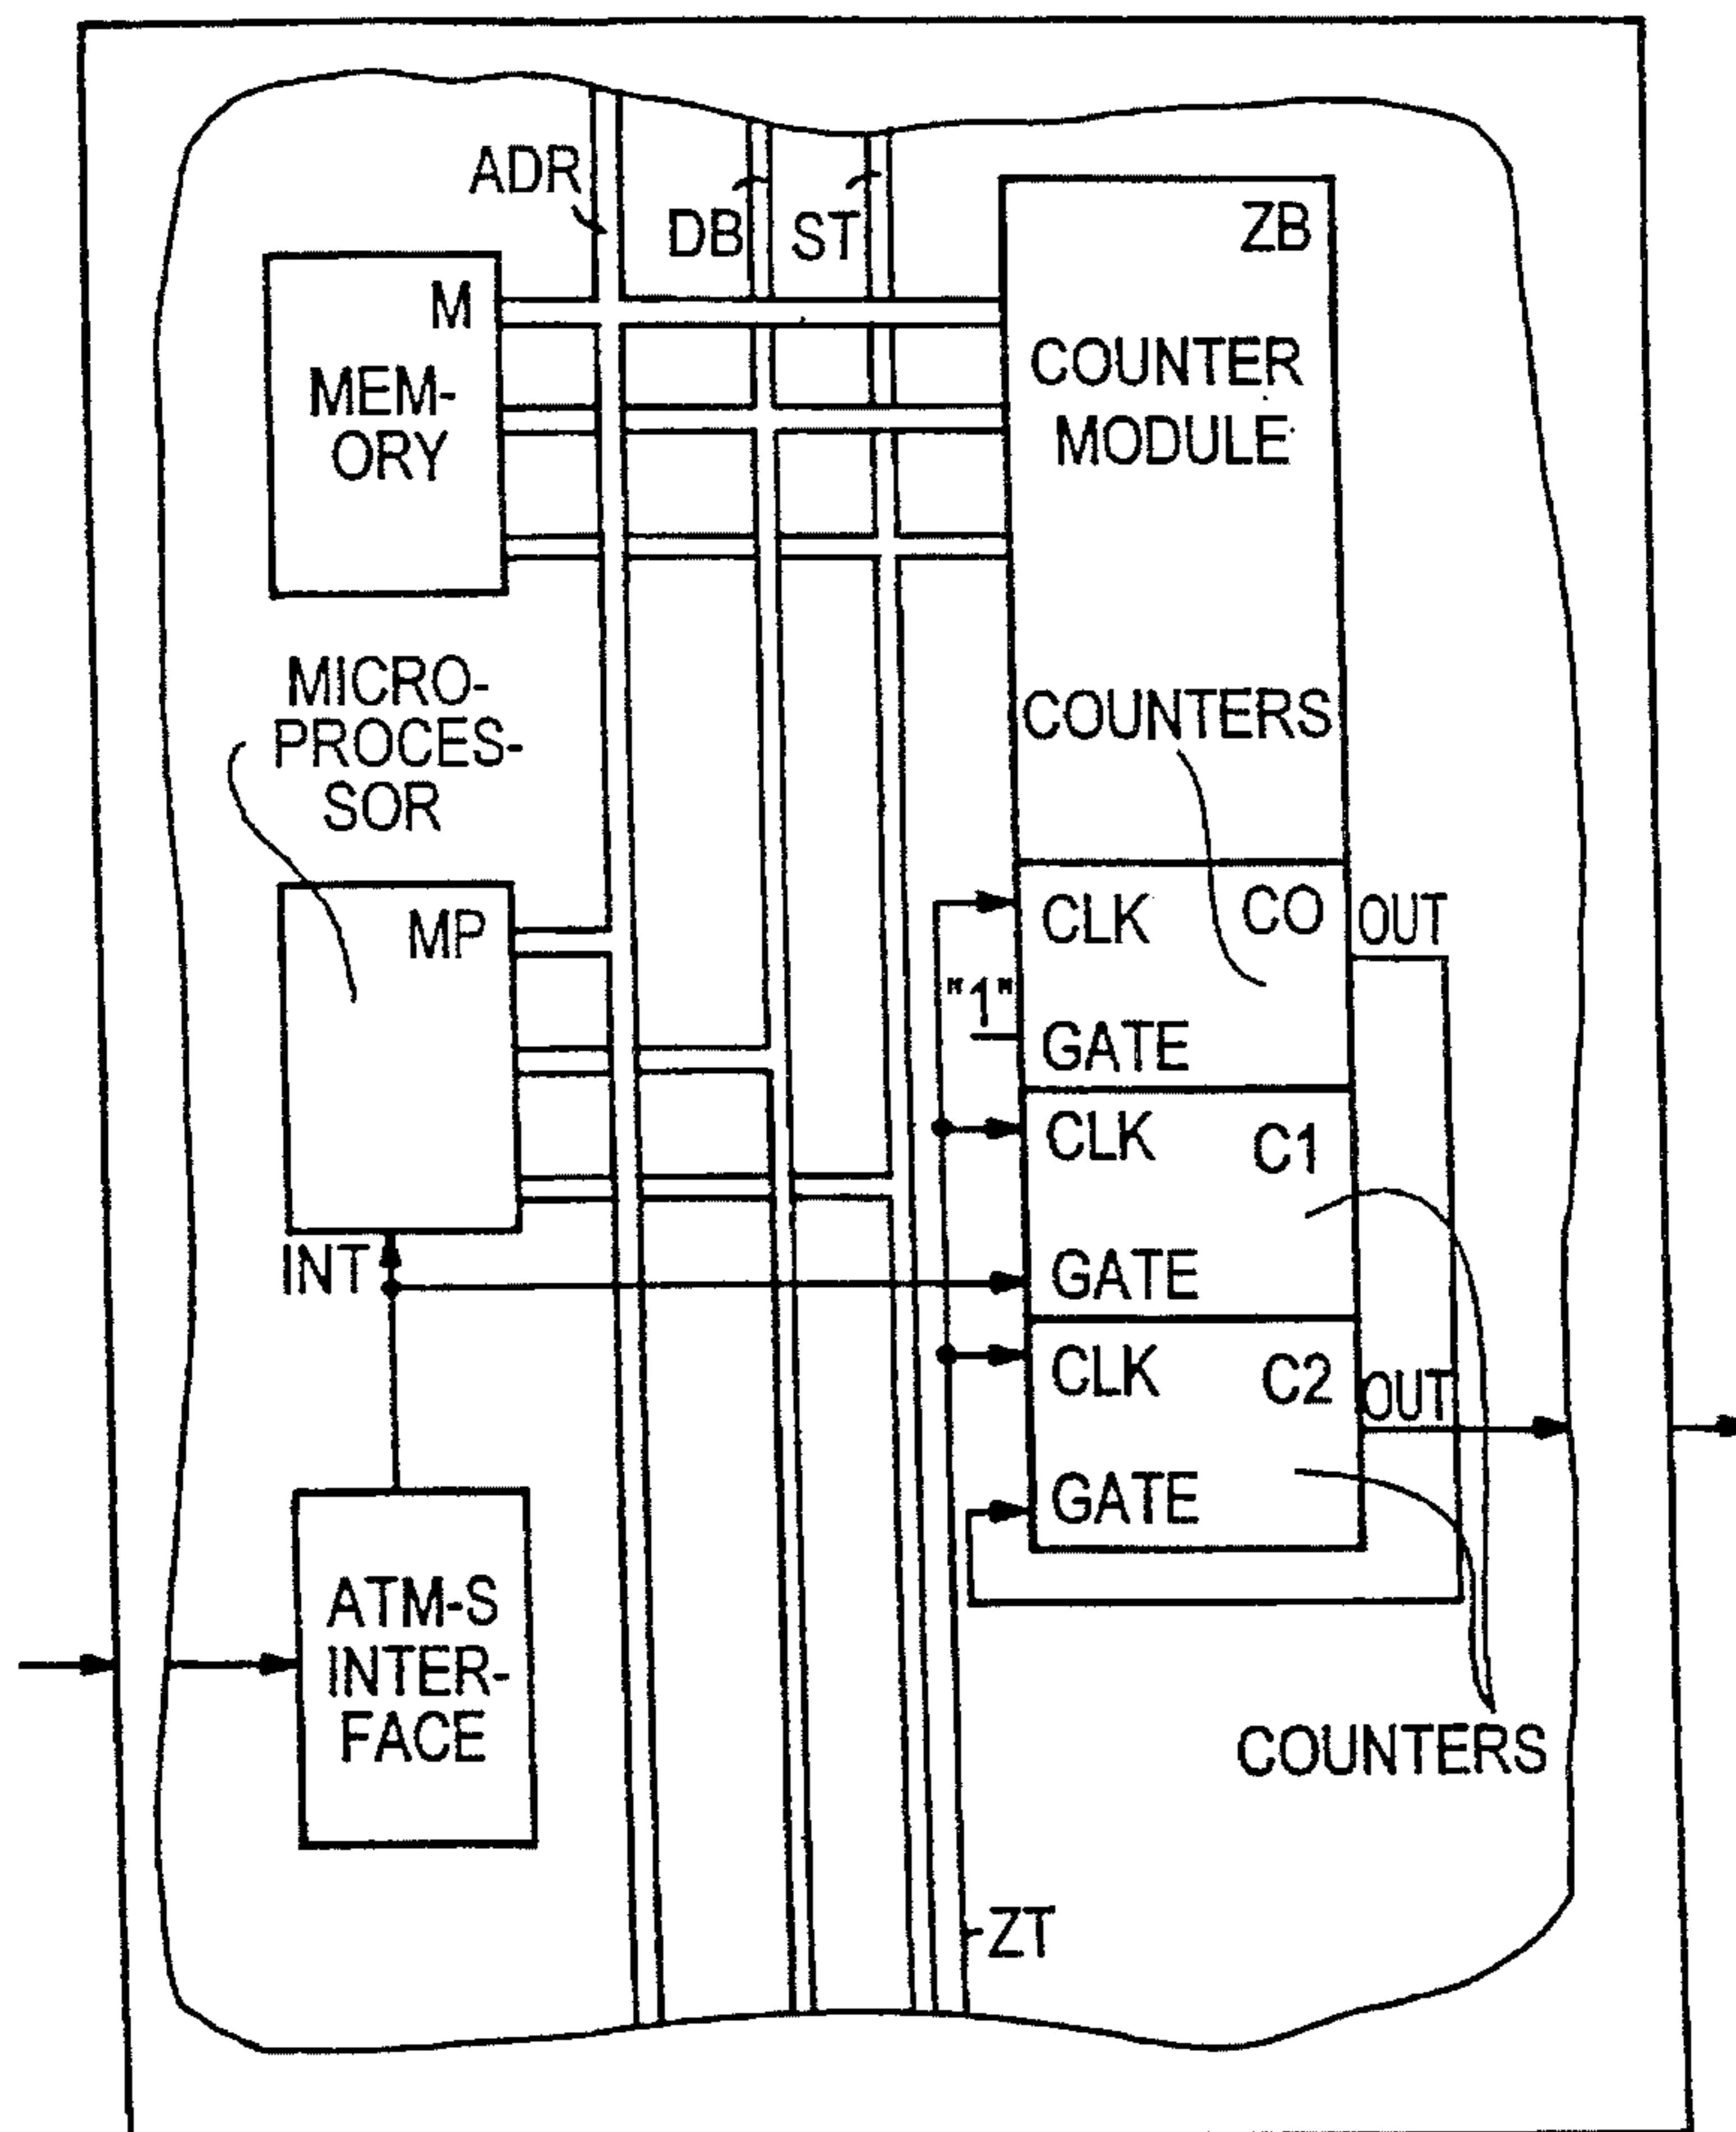 ADR
DB
ST
ZB
M
MEM-
ORY
COUNTER
MODULE
MICRO-
PROCES-
SOR
COUNTERS
MP
CLK
CO
OUT
"1"
GATE
CLK
C1
INT
GATE
CLK
C2
OUT
GATE
ATM-S
INTER-
FACE
COUNTERS
ZT